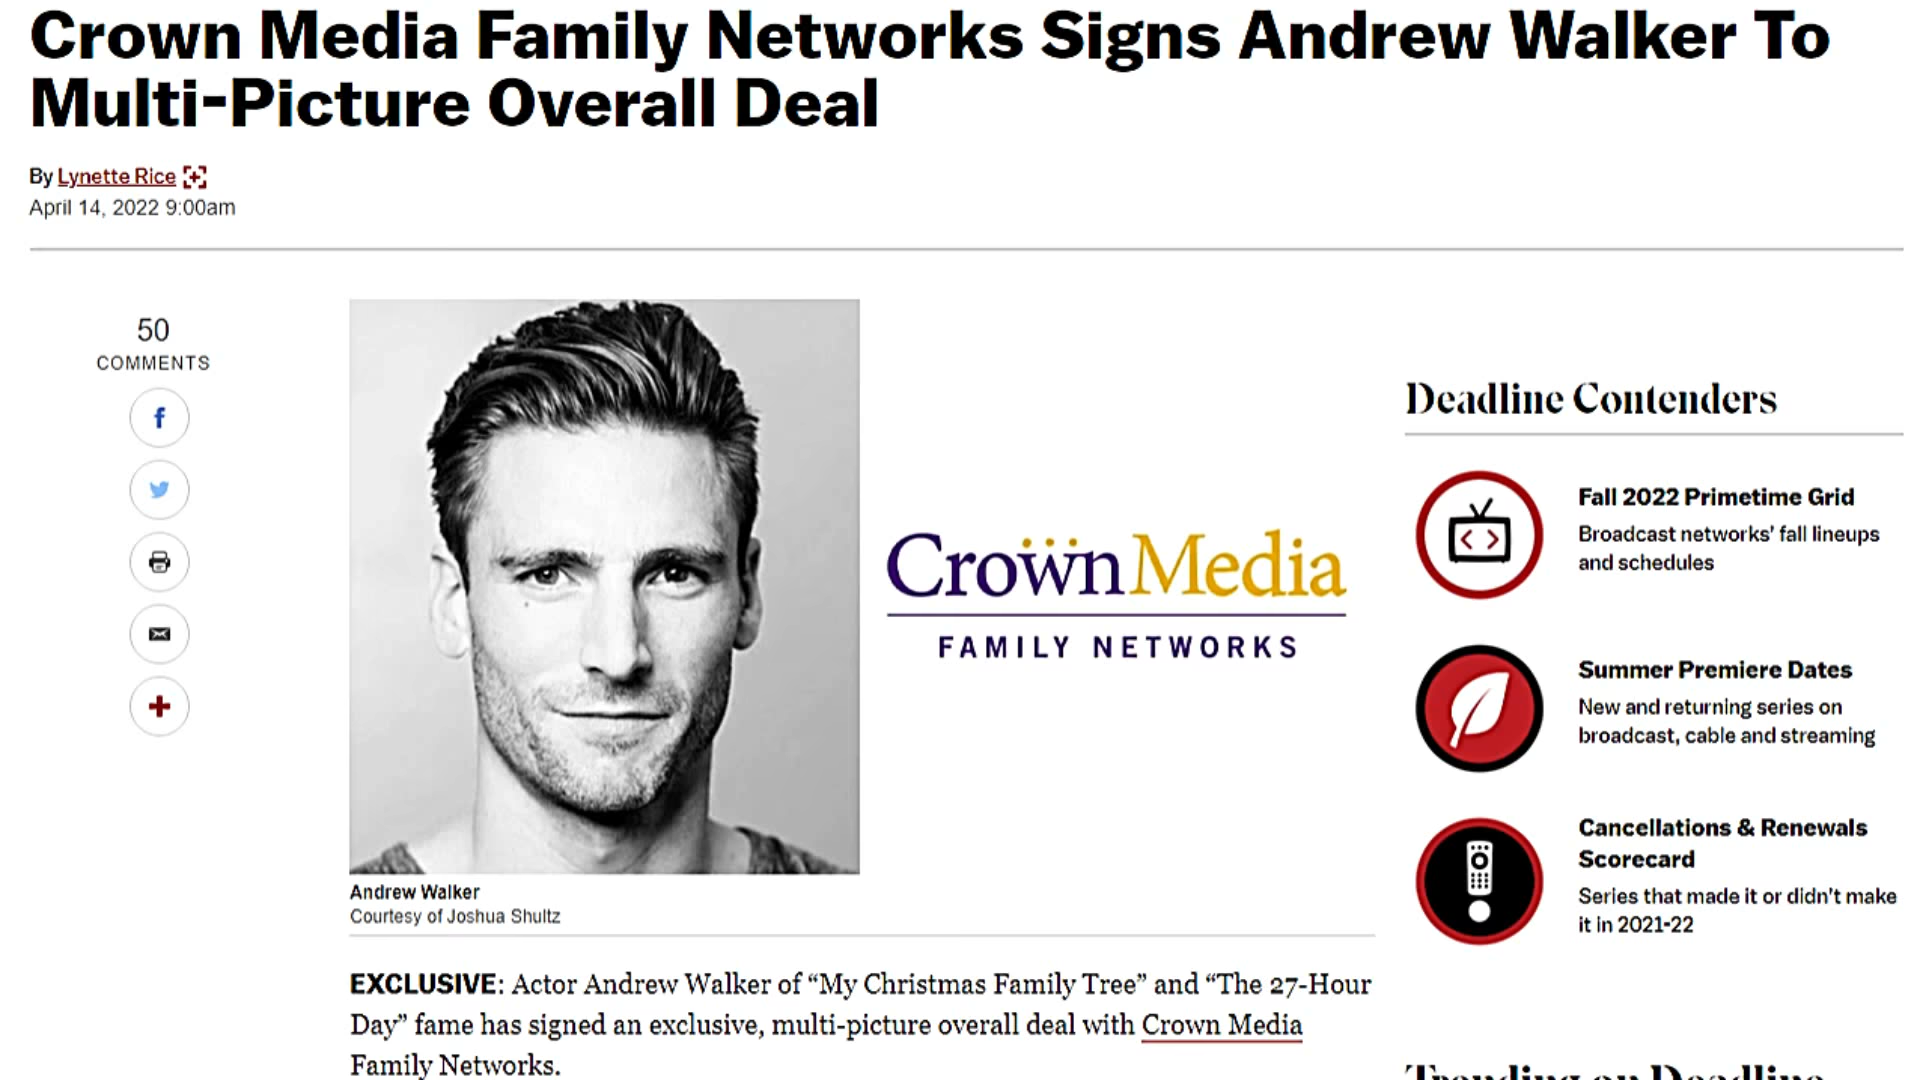 Crown Media Family Networks Signs Andrew Walker To
Multi-Picture Overall Deal
By Lynette Rice
April 14, 2022 9:00am
50
COMMENTS
Andrew Walker
Courtesy of Joshua Shultz
Crown Media
FAMILY NETWORKS
EXCLUSIVE: Actor Andrew Walker of “My Christmas Family Tree” and “The 27-Hour
Day” fame has signed an exclusive, multi-picture overall deal with Crown Media
Family Networks.
Deadline Contenders
Fall 2022 Primetime Grid
Broadcast networks’ fall lineups
and schedules
Summer Premiere Dates
New and returning series on
broadcast, cable and streaming
Cancellations & Renewals
Scorecard
Series that made it or didn’t make
it in 2021-22
Trending on Deadline